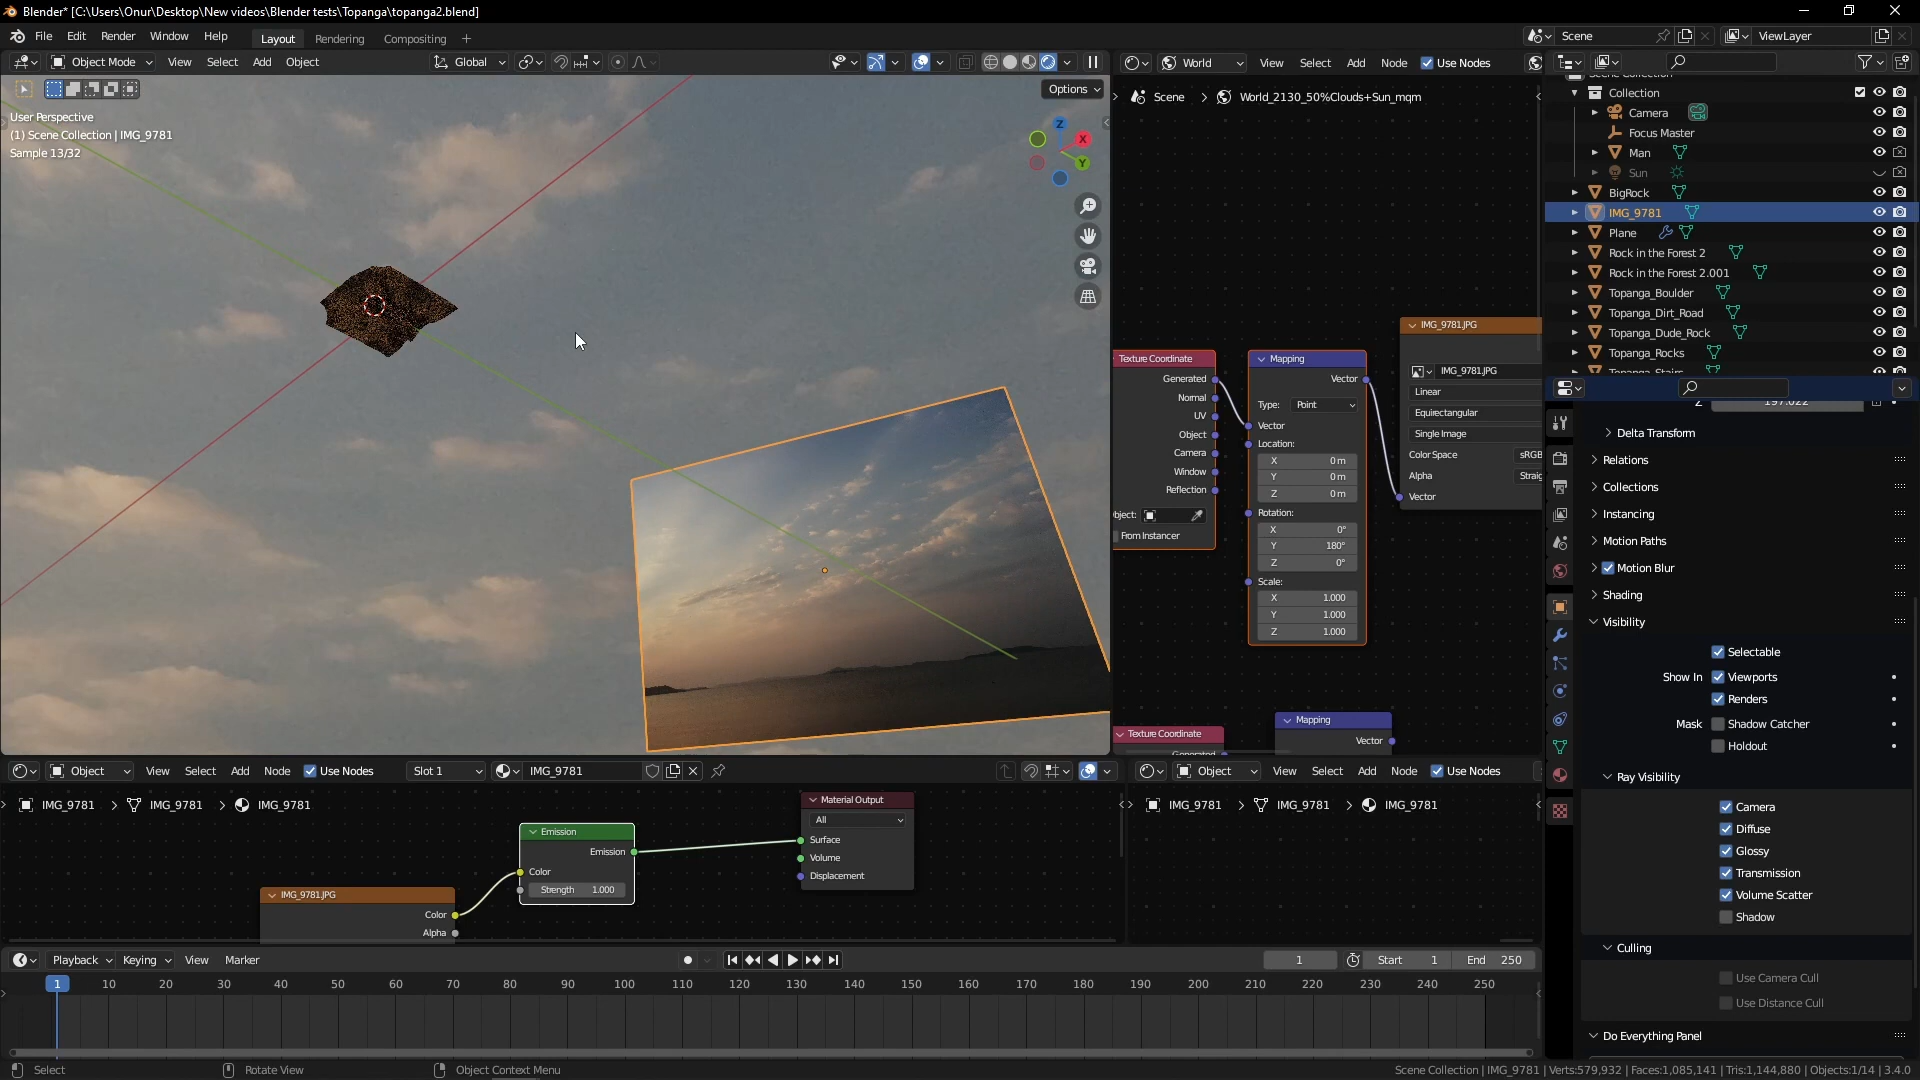 Blender* [C:\Users\Onur\Desktop\New videos\Blender tests\Topanga\topanga2.blend]
File Edit Render Window Help Layout Rendering Compositing + Scene ViewLayer
Object Mode View Select Add Object Global
World View Select Add Node Use Nodes
Options
User Perspective
(1) Scene Collection | IMG_9781
Sample 13/32
Z
X
Y
Scene > World_2130_50%Clouds+Sun_mqm
Texture Coordinate
Generated
Normal
UV
Object
Camera
Window
Reflection
From Instancer
Mapping
Vector
Type: Point
Vector
Location:
X 0 m
Y 0 m
Z 0 m
Rotation:
X 0°
Y 180°
Z 0°
Scale:
X 1.000
Y 1.000
Z 1.000
IMG_9781.JPG
IMG_9781.JPG
Linear
Equirectangular
Single Image
Color Space sRGB
Alpha
Vector
Texture Coordinate
Mapping
Vector
Collection
Camera
Focus Master
Man
Sun
BigRock
IMG_9781
Plane
Rock in the Forest 2
Rock in the Forest 2.001
Topanga_Boulder
Topanga_Dirt_Road
Topanga_Dude_Rock
Topanga_Rocks
Delta Transform
Relations
Collections
Instancing
Motion Paths
Motion Blur
Shading
Visibility
Selectable
Show In Viewports
Renders
Mask Shadow Catcher
Holdout
Ray Visibility
Camera
Diffuse
Glossy
Transmission
Volume Scatter
Shadow
Culling
Use Camera Cull
Use Distance Cull
Do Everything Panel
Object View Select Add Node Use Nodes Slot 1 IMG_9781
IMG_9781 > IMG_9781 > IMG_9781
Material Output
All
Surface
Volume
Displacement
Emission
Emission
Color
Strength 1.000
IMG_9781.JPG
Color
Alpha
Object View Select Add Node Use Nodes
IMG_9781 > IMG_9781 > IMG_9781
Playback Keying View Marker 1 Start 1 End 250
1 10 20 30 40 50 60 70 80 90 100 110 120 130 140 150 160 170 180 190 200 210 220 230 240 250
Select Rotate View Object Context Menu
Scene Collection | IMG_9781 | Verts:579,932 | Faces:1,085,141 | Tris:1,144,880 | Objects:1/14 | 3.4.0